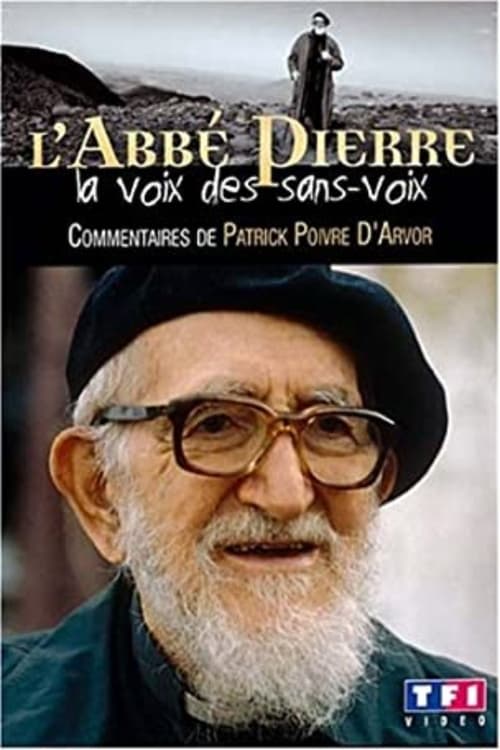 L'ABBÉ PIERRE
la voix des sans-voix
COMMENTAIRES DE PATRICK POIVRE D'ARVOR
TF1
VIDEO